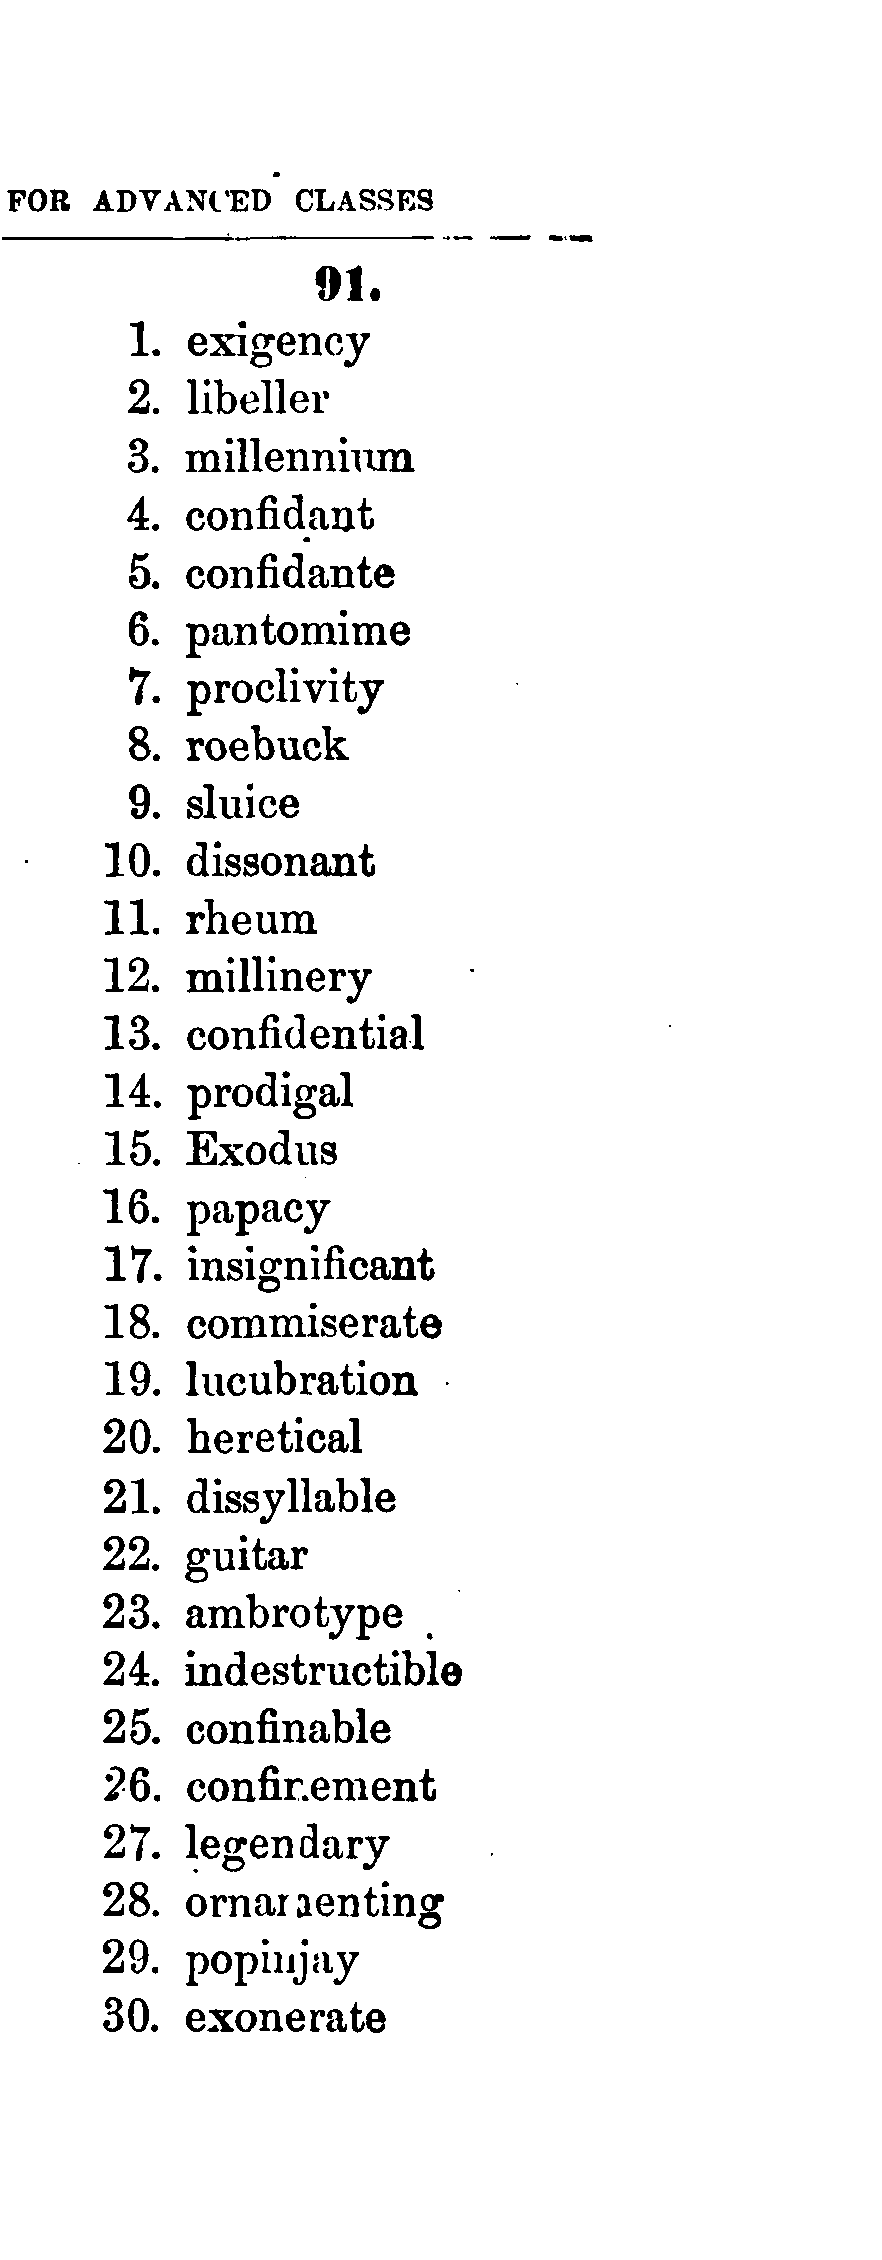 FOR ADVANCED CLASSES
91.
1. exigency
2. libeller
3. millennium
4. confidant
5. confidante
6. pantomime
7. proclivity
8. roebuck
9. sluice
10. dissonant
11. rheum
12. millinery
13. confidential
14. prodigal
15. Exodus
16. papacy
17. insignificant
18. commiserate
19. lucubration
20. heretical
21. dissyllable
22. guitar
23. ambrotype
24. indestructible
25. confinable
26. confinement
27. legendary
28. ornamenting
29. popinjay
30. exonerate